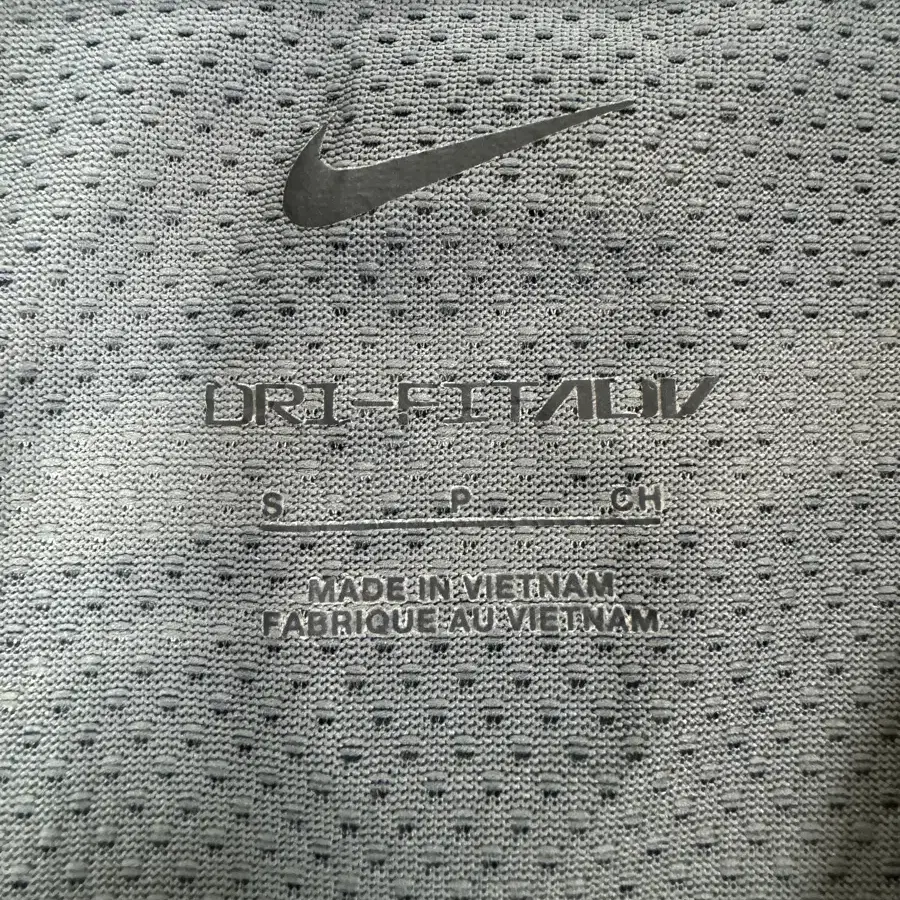 DRI-FIT ADV
S P CH
MADE IN VIETNAM
FABRIQUE AU VIETNAM